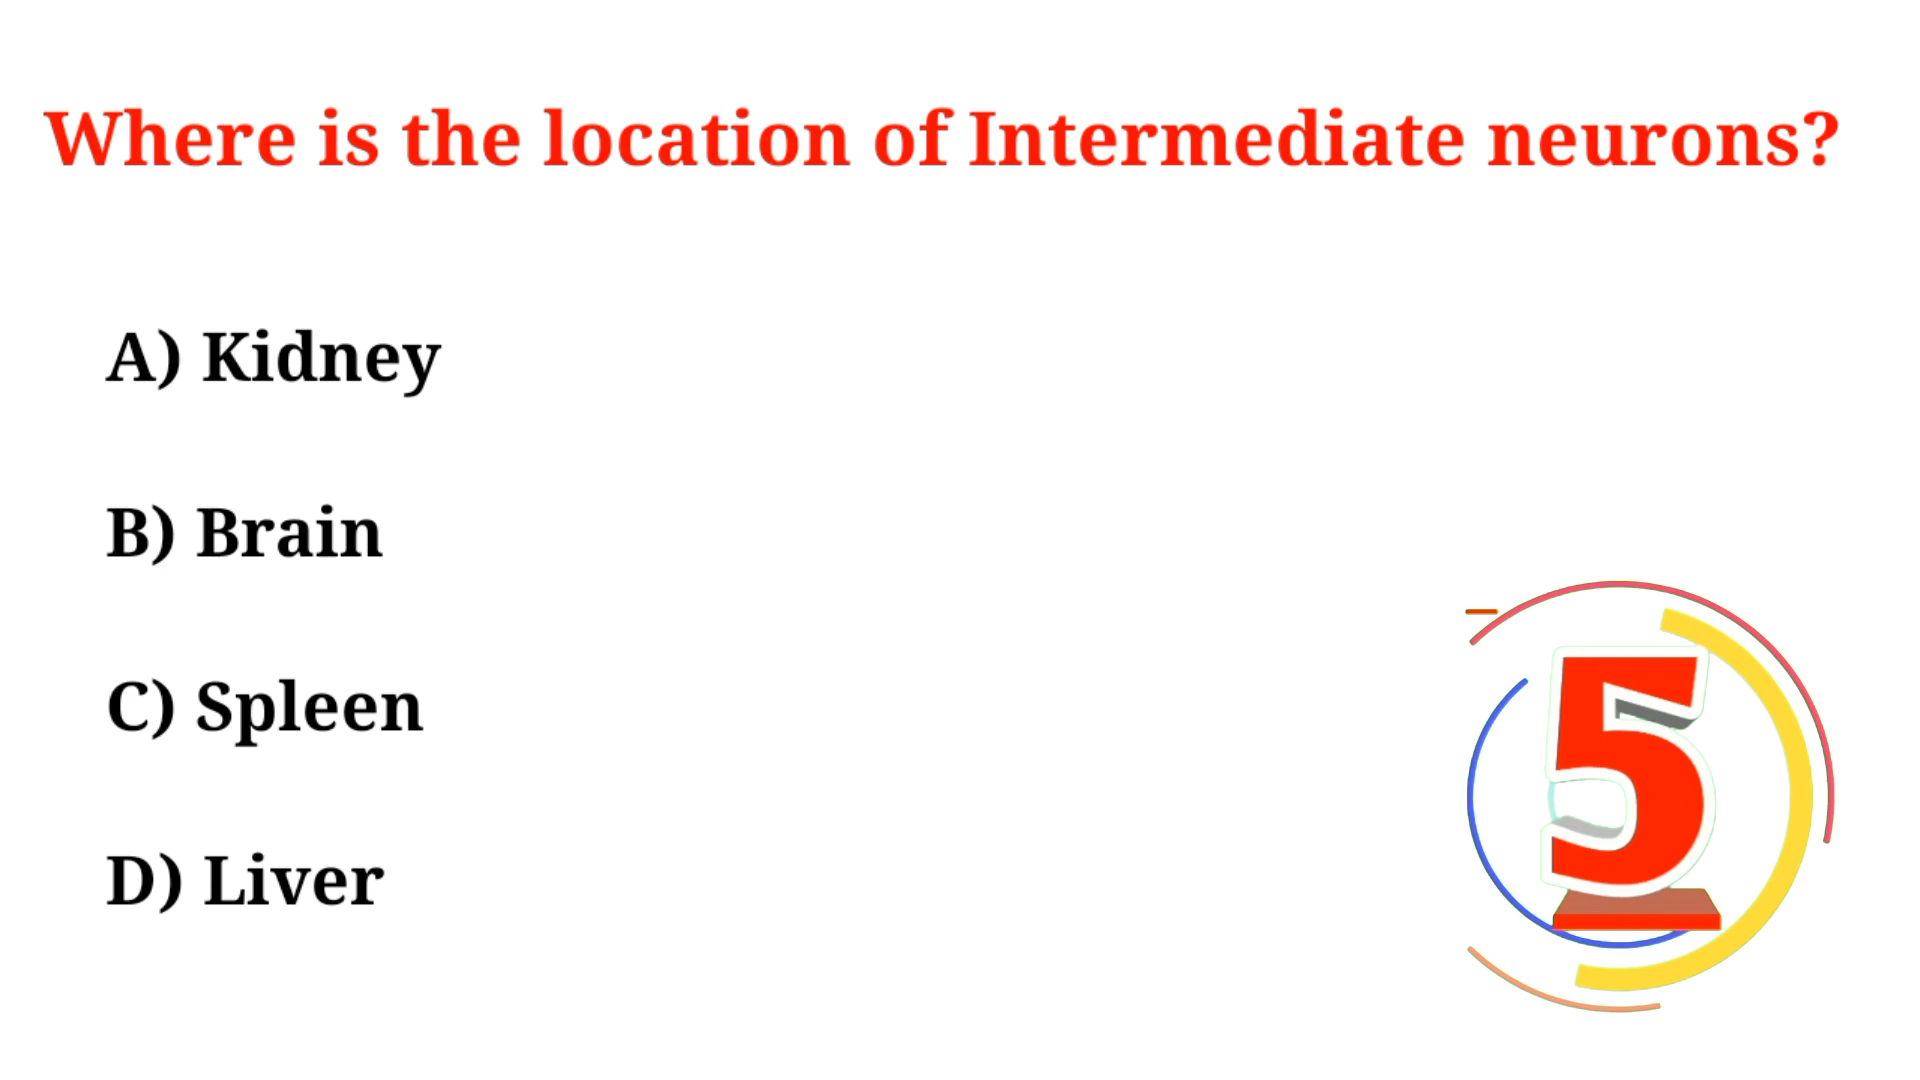 Where is the location of Intermediate neurons?
A) Kidney
B) Brain
C) Spleen
D) Liver
5